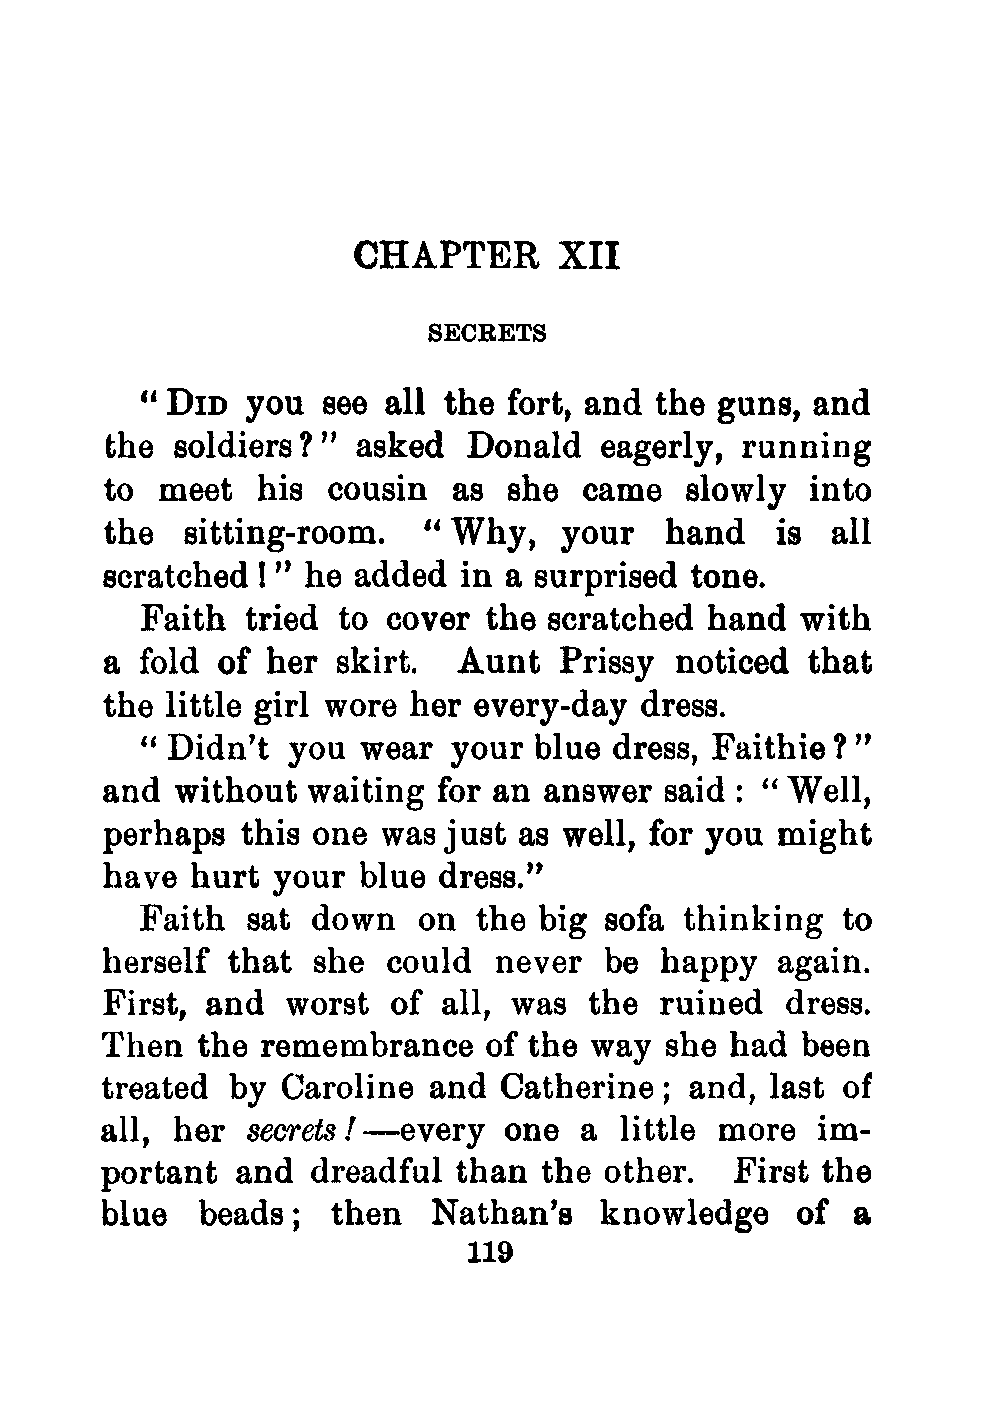 CHAPTER XII
SECRETS
“ DID you see all the fort, and the guns, and
the soldiers ? ” asked Donald eagerly, running
to meet his cousin as she came slowly into
the sitting-room. “ Why, your hand is all
scratched ! ” he added in a surprised tone.
Faith tried to cover the scratched hand with
a fold of her skirt. Aunt Prissy noticed that
the little girl wore her every-day dress.
“ Didn’t you wear your blue dress, Faithie ? ”
and without waiting for an answer said : “ Well,
perhaps this one was just as well, for you might
have hurt your blue dress.”
Faith sat down on the big sofa thinking to
herself that she could never be happy again.
First, and worst of all, was the ruined dress.
Then the remembrance of the way she had been
treated by Caroline and Catherine ; and, last of
all, her secrets ! —every one a little more im-
portant and dreadful than the other. First the
blue beads ; then Nathan’s knowledge of a
119